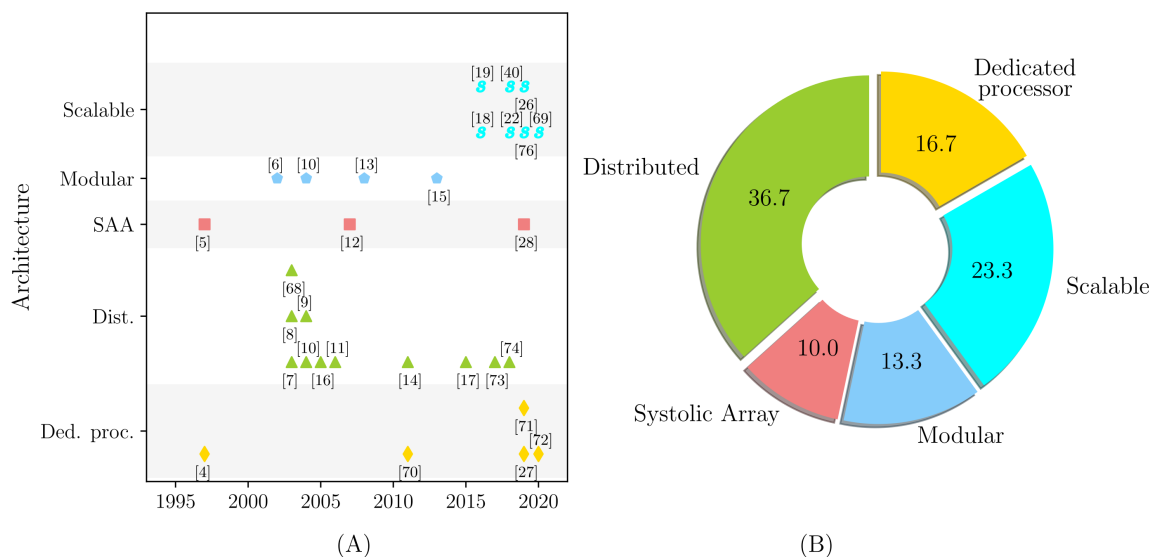 [19] [40]
[26]
Scalable
[18] [22] [69]
[76]
[6] [10] [13]
Modular
[15]
SAA
[5] [12] [28]
[68]
[9]
Dist.
[8]
[10] [11] [74]
[7] [16] [14] [17] [73]
[71]
Ded. proc.
[72]
[4] [70] [27]
Architecture
1995 2000 2005 2010 2015 2020
(A)
Dedicated
processor
16.7
Distributed
36.7
23.3
Scalable
10.0
13.3
Systolic Array
Modular
(B)